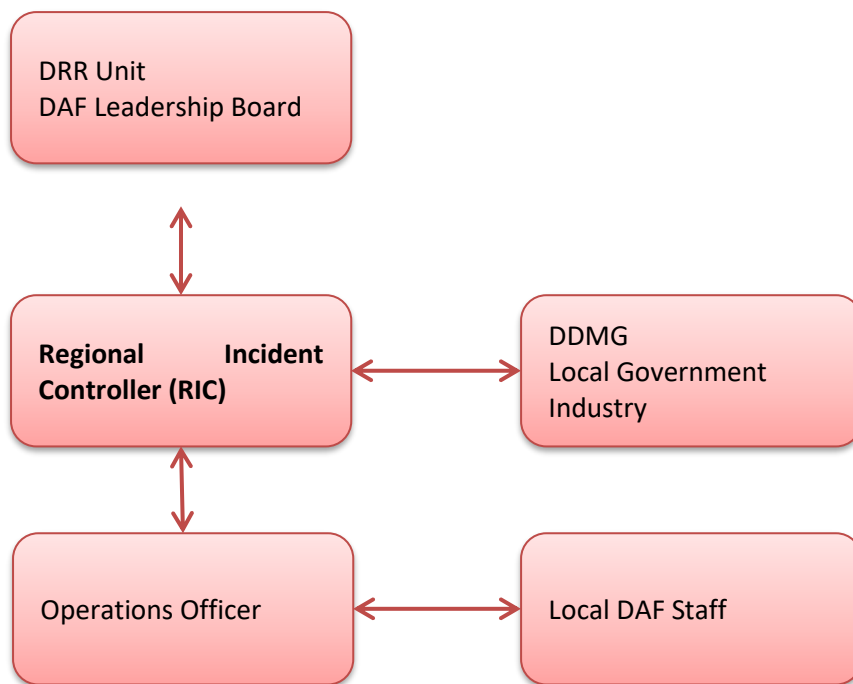 DRR Unit
DAF Leadership Board
Regional Incident
Controller (RIC)
DDMG
Local Government
Industry
Operations Officer
Local DAF Staff